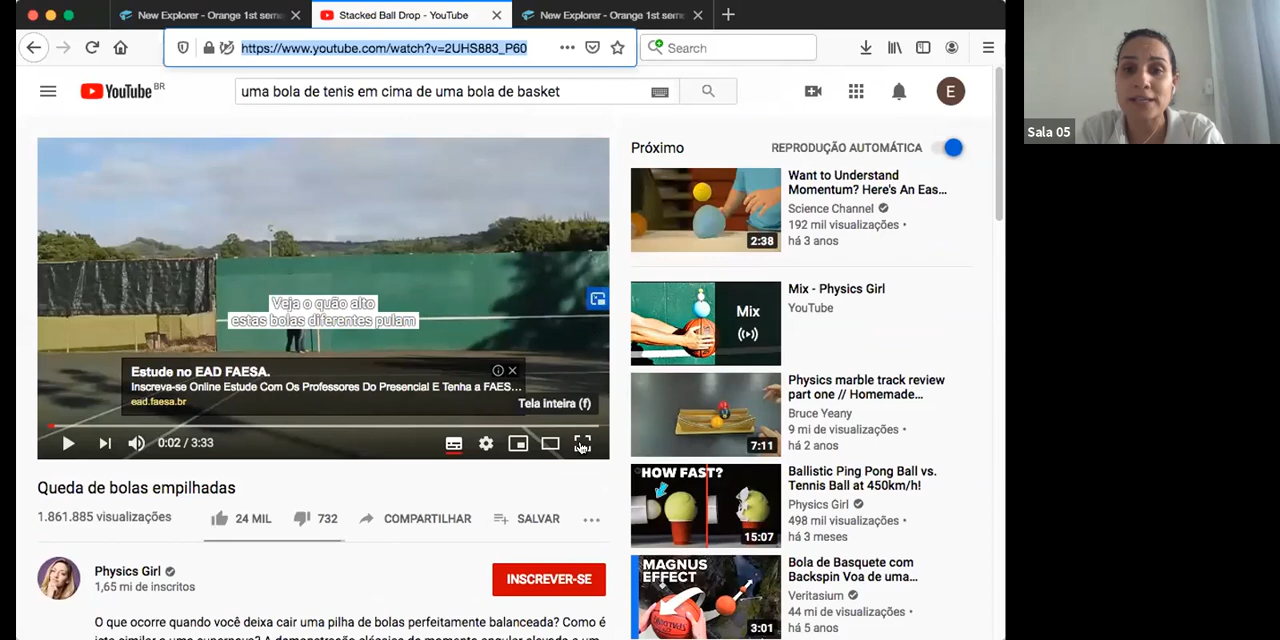 New Explorer - Orange 1st sem
Stacked Ball Drop - YouTube
New Explorer - Orange 1st sem
https://www.youtube.com/watch?v=2UHS883_P60
Search
YouTube BR
uma bola de tenis em cima de uma bola de basket
E
Sala 05
Veja o quão alto
estas bolas diferentes pulam
Estude no EAD FAESA.
Inscreva-se Online Estude Com Os Professores Do Presencial E Tenha a FAES...
ead.faesa.br
Tela inteira (f)
0:02 / 3:33
Queda de bolas empilhadas
1.861.885 visualizações
24 MIL
732
COMPARTILHAR
SALVAR
Physics Girl
1,65 mi de inscritos
INSCREVER-SE
O que ocorre quando você deixa cair uma pilha de bolas perfeitamente balanceada? Como é
Próximo
REPRODUÇÃO AUTOMÁTICA
2:38
Want to Understand
Momentum? Here's An Eas...
Science Channel
192 mil visualizações •
há 3 anos
Mix
Mix - Physics Girl
YouTube
7:11
Physics marble track review
part one // Homemade...
Bruce Yeany
9 mi de visualizações •
há 2 anos
HOW FAST?
15:07
Ballistic Ping Pong Ball vs.
Tennis Ball at 450km/h!
Physics Girl
498 mil visualizações •
há 3 meses
MAGNUS
EFFECT
3:01
Bola de Basquete com
Backspin Voa de uma...
Veritasium
44 mi de visualizações •
há 5 anos